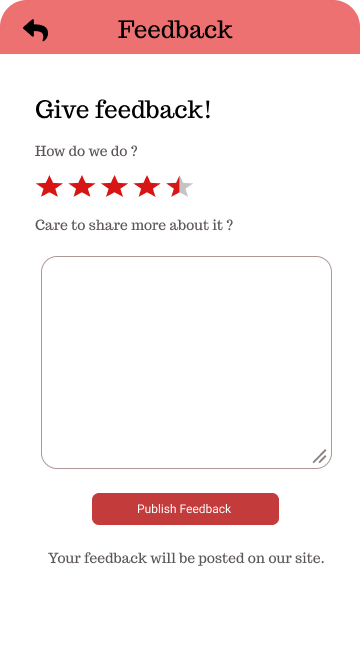 Feedback
Give feedback!
How do we do ?
Care to share more about it ?
Publish Feedback
Your feedback will be posted on our site.